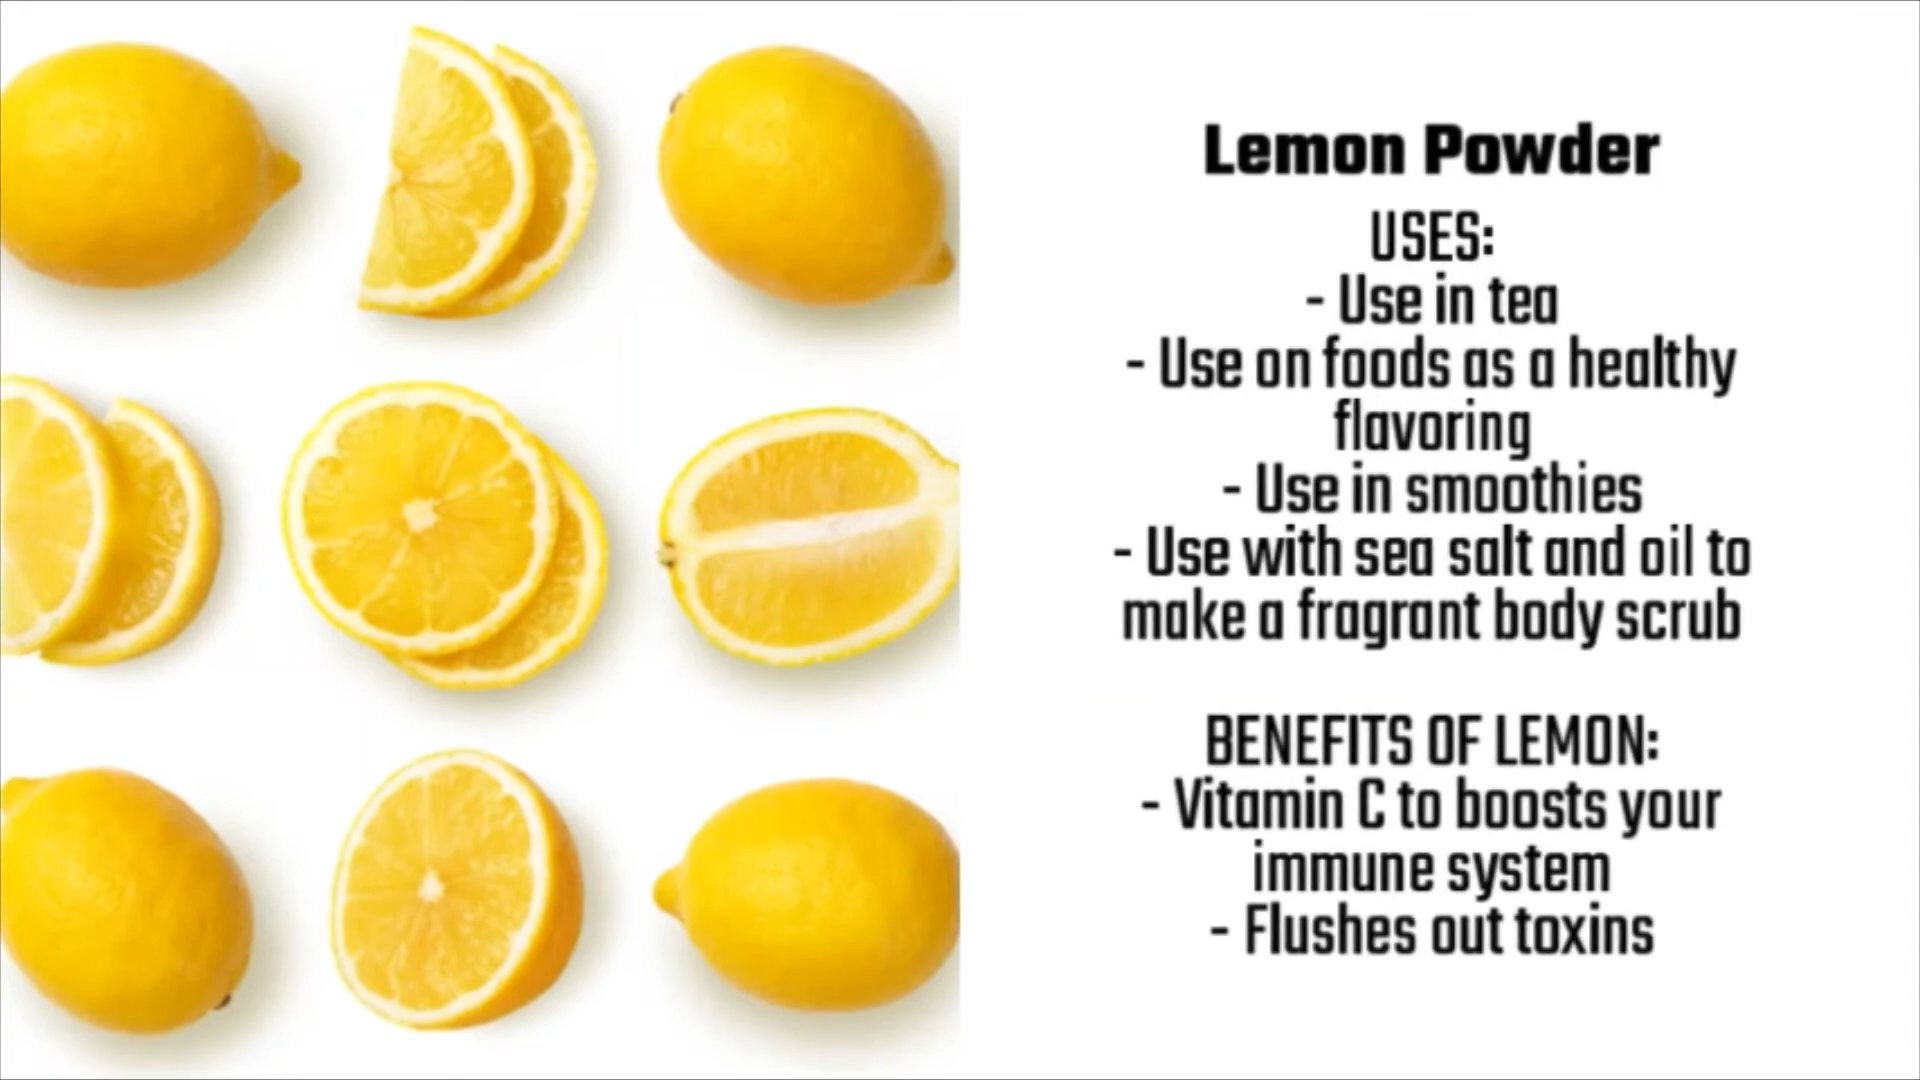 Lemon Powder
USES:
- Use in tea
- Use on foods as a healthy
flavoring
- Use in smoothies
- Use with sea salt and oil to
make a fragrant body scrub
BENEFITS OF LEMON:
- Vitamin C to boosts your
immune system
- Flushes out toxins